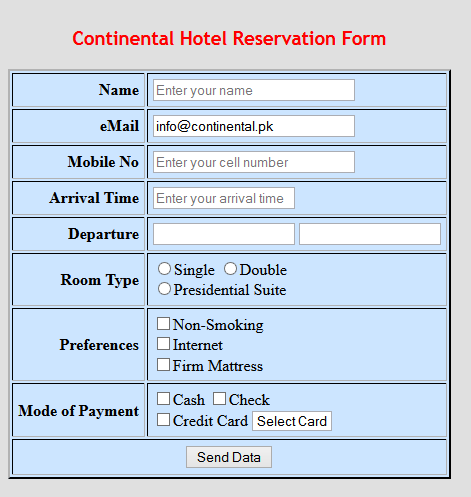 Continental Hotel Reservation Form
Name Enter your name
eMail info@continental.pk
Mobile No Enter your cell number
Arrival Time Enter your arrival time
Departure
Room Type Single Double
Presidential Suite
Preferences Non-Smoking
Internet
Firm Mattress
Mode of Payment Cash Check
Credit Card Select Card
Send Data